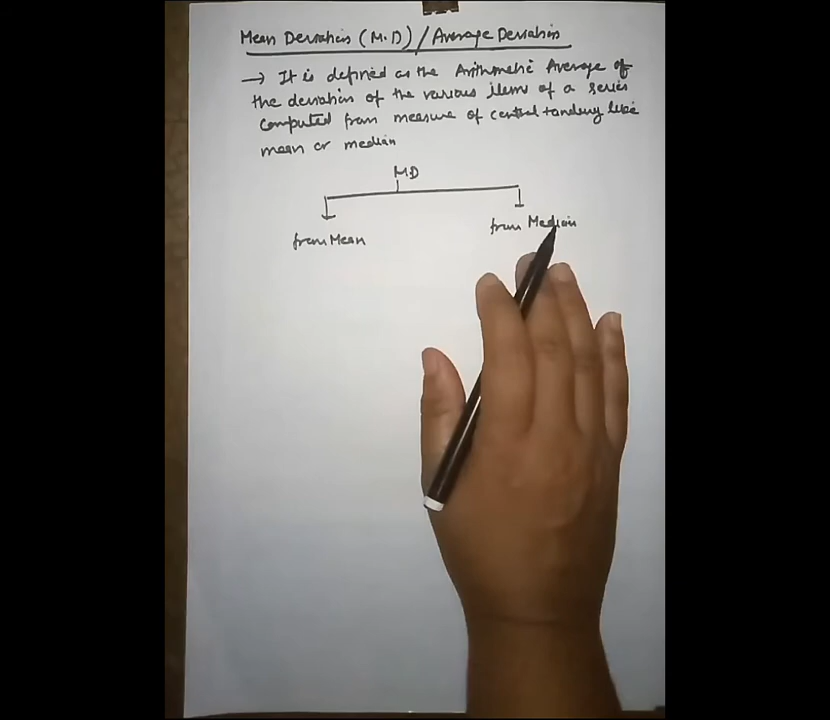 Mean Deviation (M.D) / Average Deviation
→ It is defined as the Arithmetic Average of
the deviation of the various items of a series
computed from measure of central tandency like
mean or median
MD
from Mean
from Median